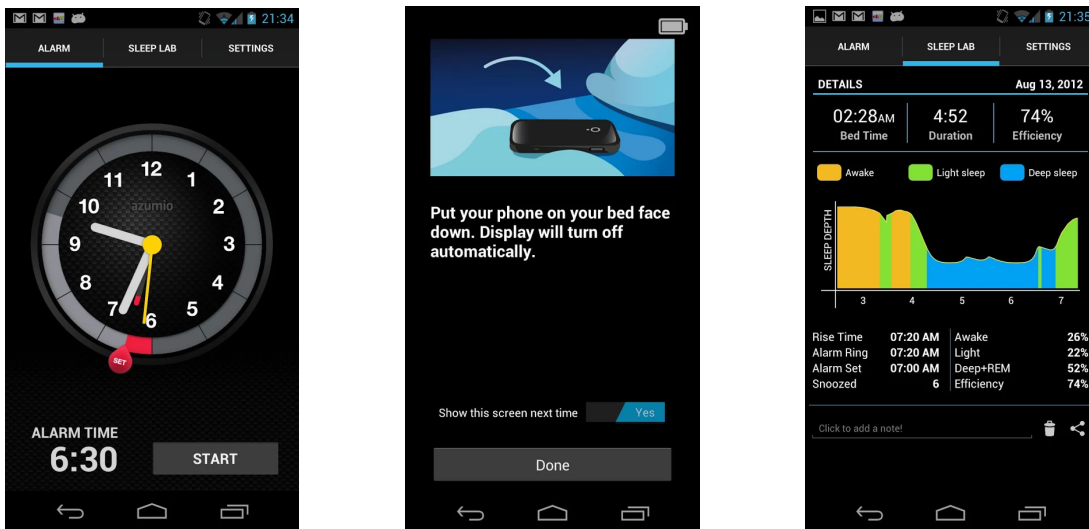 21:34
ALARM SLEEP LAB SETTINGS
12
11 1
10 azumio 2
9 3
8 4
7 5
6
SET
ALARM TIME
6:30 START
Put your phone on your bed face
down. Display will turn off
automatically.
Show this screen next time Yes
Done
21:35
ALARM SLEEP LAB SETTINGS
DETAILS Aug 13, 2012
02:28AM 4:52 74%
Bed Time Duration Efficiency
Awake Light sleep Deep sleep
SLEEP DEPTH
3 4 5 6 7
Rise Time 07:20 AM Awake 26%
Alarm Ring 07:20 AM Light 22%
Alarm Set 07:00 AM Deep+REM 52%
Snoozed 6 Efficiency 74%
Click to add a note!